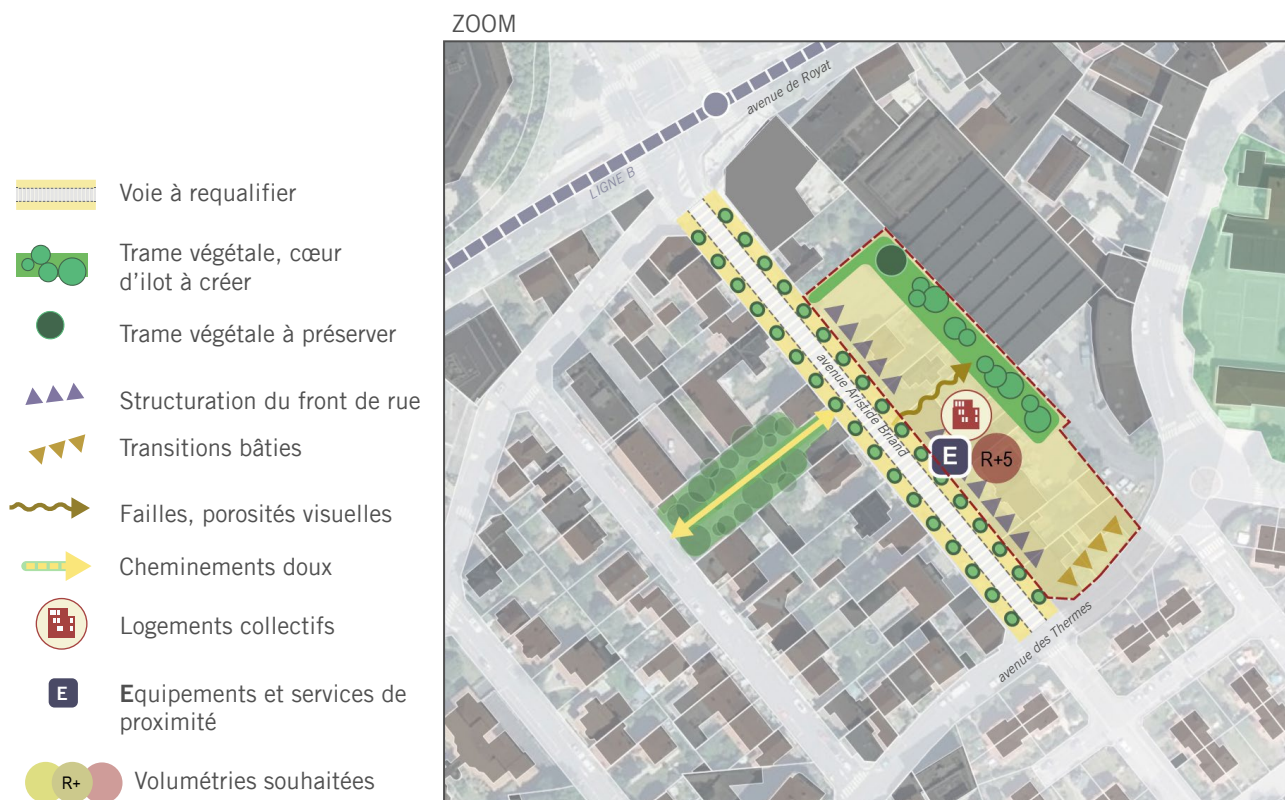 ZOOM
Voie à requalifier
Trame végétale, cœur
d'ilot à créer
Trame végétale à préserver
Structuration du front de rue
Transitions bâties
Failles, porosités visuelles
Cheminements doux
Logements collectifs
E
Equipements et services de
proximité
R+
Volumétries souhaitées
avenue de Royat
LIGNE B
avenue Aristide Briand
E
R+5
avenue des Thermes